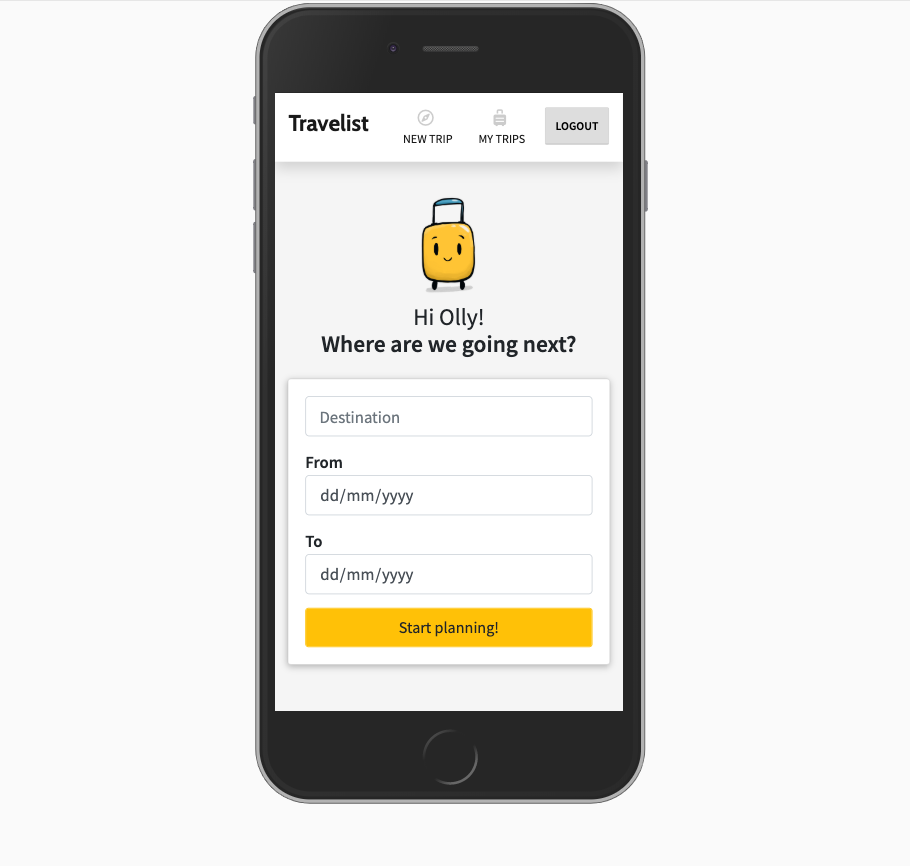 Travelist
NEW TRIP
MY TRIPS
LOGOUT
Hi Olly!
Where are we going next?
Destination
From
dd/mm/yyyy
To
dd/mm/yyyy
Start planning!